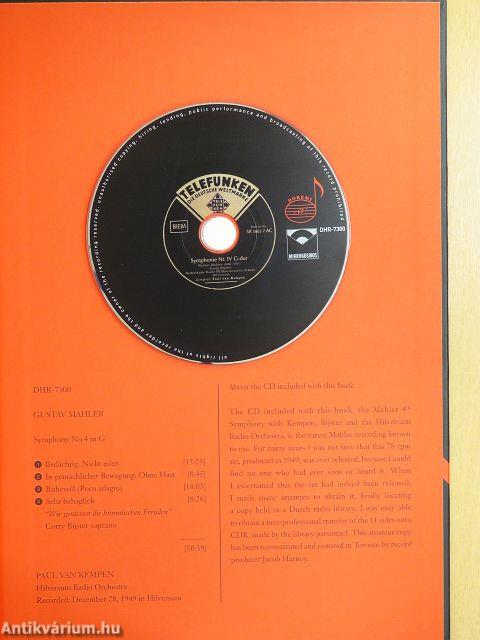 all rights of the record producer and the owner of the recorded work reserved. unauthorised copying, hiring, lending, public performance and broadcasting of this record prohibited
TELEFUNKEN
DIE DEUTSCHE WELTMARKE
BIEM
Symphonie Nr. IV G-dur
Dirigent: Paul van Kempen
DOREMI
DHR-7300
MIKROKOSMOS
DHR-7300
GUSTAV MAHLER
Symphony No.4 in G
1 Bedächtig. Nicht eilen [15:25]
2 In gemächlicher Bewegung. Ohne Hast [8:45]
3 Ruhevoll (Poco adagio) [18:03]
4 Sehr behaglich [8:26]
"Wir geniessen die himmlischen Freuden"
Corry Bijster soprano
[50:39]
PAUL VAN KEMPEN
Hilversum Radio Orchestra
Recorded: December 28, 1949 in Hilversum
About the CD included with this book
The CD included with this book, the Mahler 4th
Symphony with Kempen, Bijster and the Hilversum
Radio Orchestra, is the rarest Mahler recording known
to me. For many years I was not sure that this 78 rpm
set, produced in 1949, was ever released, because I could
find no one who had ever seen or heard it. When
I ascertained that the set had indeed been released,
I made many attempts to obtain it, finally locating
a copy held in a Dutch radio library. I was only able
to obtain a non-professional transfer of the 11 sides onto
CDR, made by the library personnel. This amateur copy
has been reconstituted and restored in Toronto by record
producer Jacob Harnoy.
Antikvárium.hu